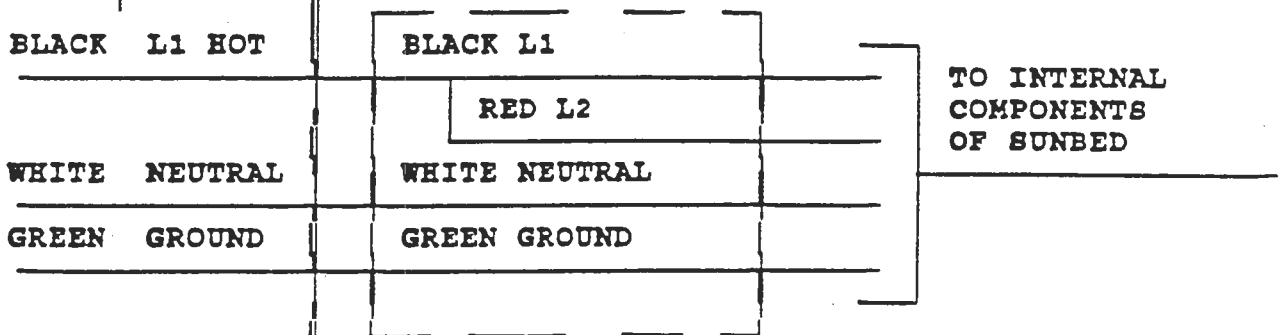 BLACK L1 HOT
BLACK L1
RED L2
WHITE NEUTRAL
WHITE NEUTRAL
GREEN GROUND
GREEN GROUND
TO INTERNAL
COMPONENTS
OF SUNBED